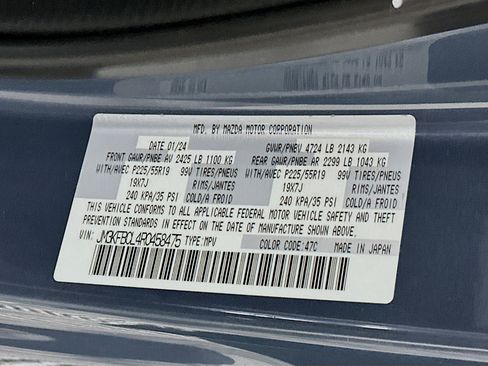 MFD. BY MAZDA MOTOR CORPORATION
DATE 01/24 GVWR/PNBV 4724 LB 2143 KG
FRONT GAWR/PNBE AV 2425 LB 1100 KG REAR GAWR/PNBE AR 2299 LB 1043 KG
WITH/AVEC P225/55R19 99V TIRES/PNEUS WITH/AVEC P225/55R19 99V TIRES/PNEUS
19X7J RIMS/JANTES 19X7J RIMS/JANTES
240 KPA/35 PSI COLD/A FROID 240 KPA/35 PSI COLD/A FROID
THIS VEHICLE CONFORMS TO ALL APPLICABLE FEDERAL MOTOR VEHICLE SAFETY AND THEFT
PREVENTION STANDARDS IN EFFECT ON THE DATE OF MANUFACTURE SHOWN ABOVE.
VIN: JM3KFBCL4R0458475 TYPE:MPV COLOR CODE:47C MADE IN JAPAN